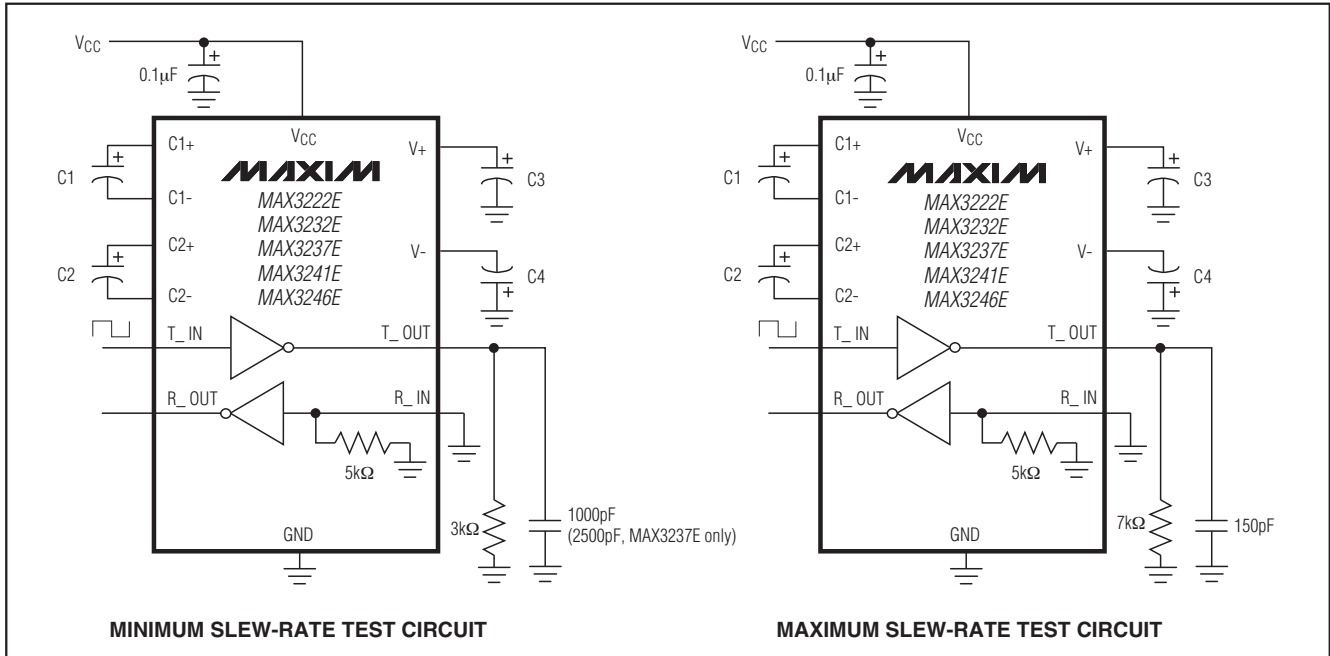 VCC
0.1μF
VCC
C1+
V+
+
+
C1
C3
C1-
MAXIM
MAX3222E
MAX3232E
MAX3237E
MAX3241E
MAX3246E
C2+
V-
+
C2
C4
+
C2-
T_ IN
T_ OUT
R_ OUT
R_ IN
5kΩ
3kΩ
1000pF
(2500pF, MAX3237E only)
GND
+
MINIMUM SLEW-RATE TEST CIRCUIT
VCC
0.1μF
+
VCC
C1+
V+
+
+
C1
C3
C1-
MAXIM
MAX3222E
MAX3232E
MAX3237E
MAX3241E
MAX3246E
C2+
V-
+
C2
C4
+
C2-
T_ IN
T_ OUT
R_ OUT
R_ IN
5kΩ
7kΩ
150pF
GND
MAXIMUM SLEW-RATE TEST CIRCUIT